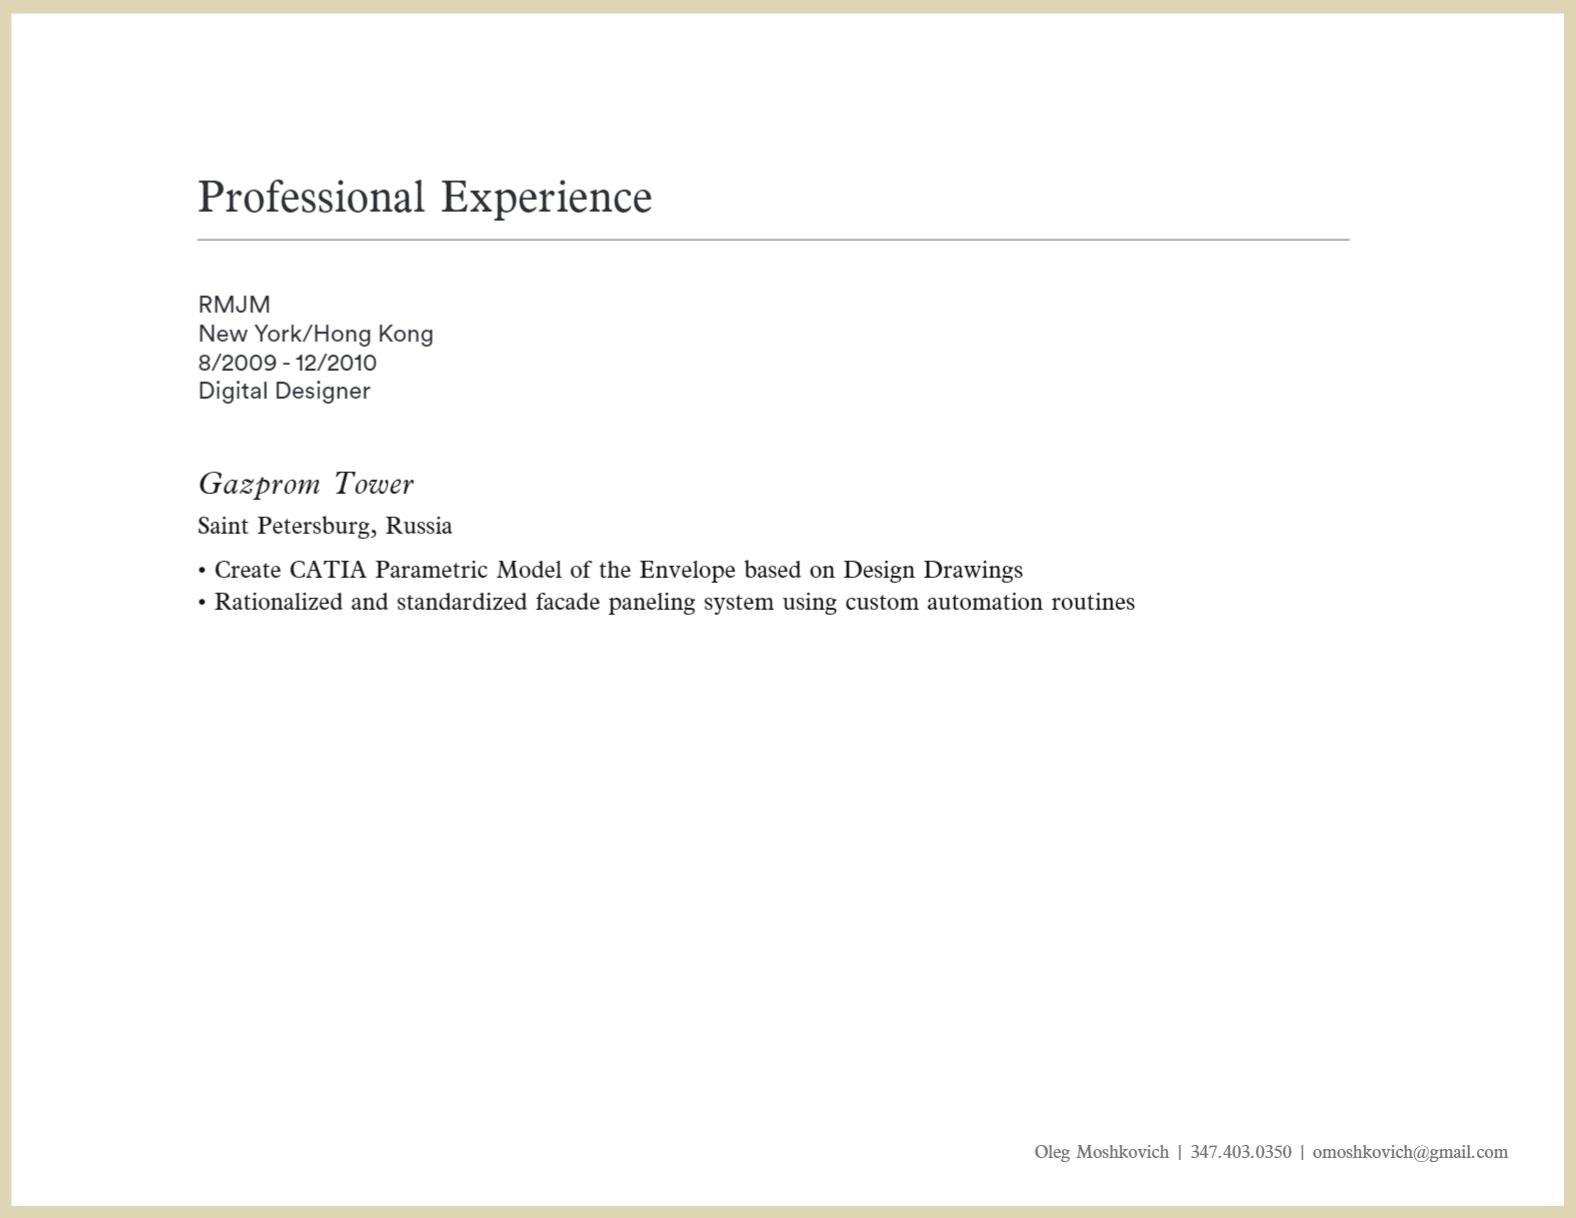 Professional Experience
RMJM
New York/Hong Kong
8/2009 - 12/2010
Digital Designer
Gazprom Tower
Saint Petersburg, Russia
• Create CATIA Parametric Model of the Envelope based on Design Drawings
• Rationalized and standardized facade paneling system using custom automation routines
Oleg Moshkovich | 347.403.0350 | omoshkovich@gmail.com